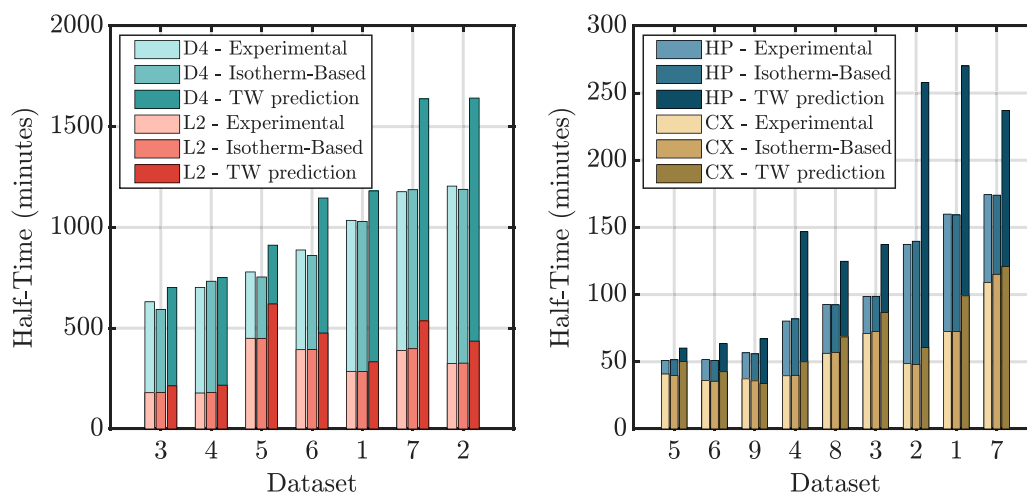 2000
1500
1000
500
0
Half-Time (minutes)
D4 - Experimental
D4 - Isotherm-Based
D4 - TW prediction
L2 - Experimental
L2 - Isotherm-Based
L2 - TW prediction
3 4 5 6 1 7 2
Dataset
300
250
200
150
100
50
0
Half-Time (minutes)
HP - Experimental
HP - Isotherm-Based
HP - TW prediction
CX - Experimental
CX - Isotherm-Based
CX - TW prediction
5 6 9 4 8 3 2 1 7
Dataset